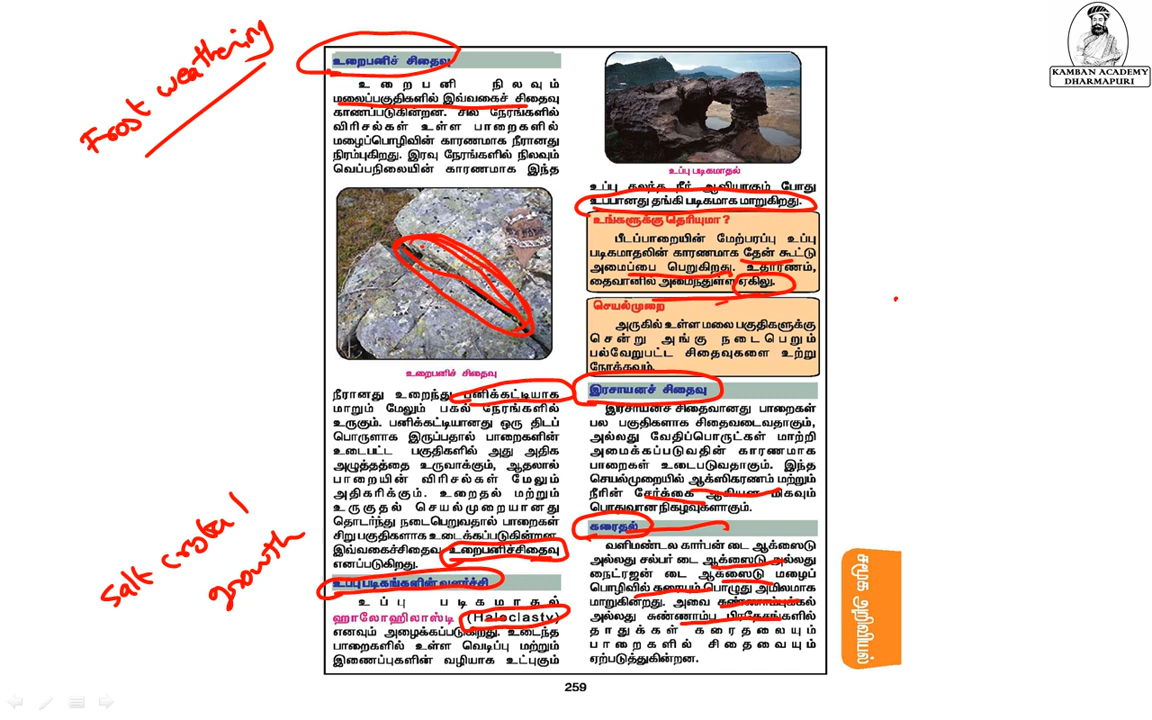 Frost weathering
உறைபனிச் சிதைவு
உறைபனி நிலவும்
மலைப்பகுதிகளில் இவ்வகைச் சிதைவு
காணப்படுகின்றன. சில நேரங்களில்
விரிசல்கள் உள்ள பாறைகளில்
மழைப்பொழிவின் காரணமாக நீரானது
நிரம்புகிறது. இரவு நேரங்களில் நிலவும்
வெப்பநிலையின் காரணமாக இந்த
உறைபனிச் சிதைவு
நீரானது உறைந்து பனிக்கட்டியாக
மாறும் மேலும் பகல் நேரங்களில்
உருகும். பனிக்கட்டியானது ஒரு திடப்
பொருளாக இருப்பதால் பாறைகளின்
உடைபட்ட பகுதிகளில் அது அதிக
அழுத்தத்தை உருவாக்கும், ஆதலால்
பாறையின் விரிசல்கள் மேலும்
அதிகரிக்கும். உறைதல் மற்றும்
உருகுதல் செயல்முறையானது
தொடர்ந்து நடைபெறுவதால் பாறைகள்
சிறு பகுதிகளாக உடைக்கப்படுகின்றன.
இவ்வகைச்சிதைவு உறைபனிச்சிதைவு
எனப்படுகிறது.
Salt crystal
growth
உப்புபடிகங்களின் வளர்ச்சி
உப்பு படிகமாதல்
ஹாலோஹிலாஸ்டி (Haloclasty)
எனவும் அழைக்கப்படுகிறது. உடைந்த
பாறைகளில் உள்ள வெடிப்பு மற்றும்
இணைப்புகளின் வழியாக உட்புகும்
உப்பு படிகமாதல்
உப்பு கலந்த நீர் ஆவியாகும் போது
உப்பானது தங்கி படிகமாக மாறுகிறது.
உங்களுக்கு தெரியுமா?
பீடப்பாறையின் மேற்பரப்பு உப்பு
படிகமாதலின் காரணமாக தேன் கூட்டு
அமைப்பை பெறுகிறது. உதாரணம்,
தைவானில் அமைந்துள்ள ஏகிலு.
செயல்முறை
அருகில் உள்ள மலை பகுதிகளுக்கு
சென்று அங்கு நடைபெறும்
பல்வேறுபட்ட சிதைவுகளை உற்று
நோக்கவும்.
இரசாயனச் சிதைவு
இரசாயனச் சிதைவானது பாறைகள்
பல பகுதிகளாக சிதைவடைவதாகும்,
அல்லது வேதிப்பொருட்கள் மாற்றி
அமைக்கப்படுவதின் காரணமாக
பாறைகள் உடைபடுவதாகும். இந்த
செயல்முறையில் ஆக்ஸிகரணம் மற்றும்
நீரின் சேர்க்கை ஆகியன மிகவும்
பொதுவான நிகழ்வுகளாகும்.
கரைதல்
வளிமண்டல கார்பன் டை ஆக்ஸைடு
அல்லது சல்பர் டை ஆக்ஸைடு அல்லது
நைட்ரஜன் டை ஆக்ஸைடு மழைப்
பொழிவில் கரையும் பொழுது அமிலமாக
மாறுகின்றது. அவை சுண்ணாம்புக்கல்
அல்லது சுண்ணாம்பு பிரதேசங்களில்
தாதுக்கள் கரைதலையும்
பாறைகளில் சிதைவையும்
ஏற்படுத்துகின்றன.
259
சமூக அறிவியல்
KAMBAN ACADEMY
DHARMAPURI